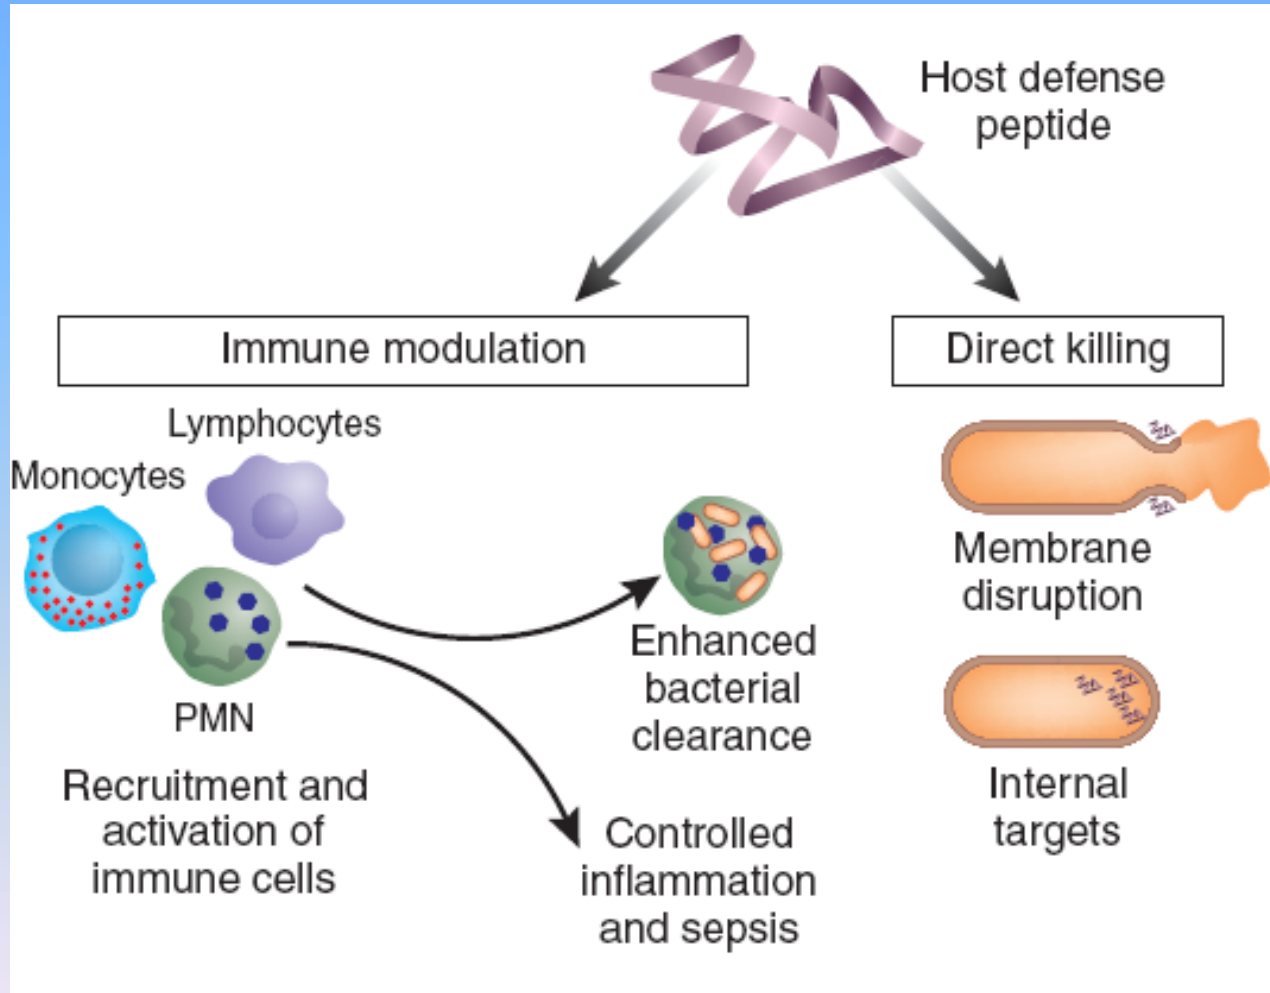 Host defense
peptide
Immune modulation
Direct killing
Lymphocytes
Monocytes
PMN
Recruitment and
activation of
immune cells
Enhanced
bacterial
clearance
Controlled
inflammation
and sepsis
Membrane
disruption
Internal
targets